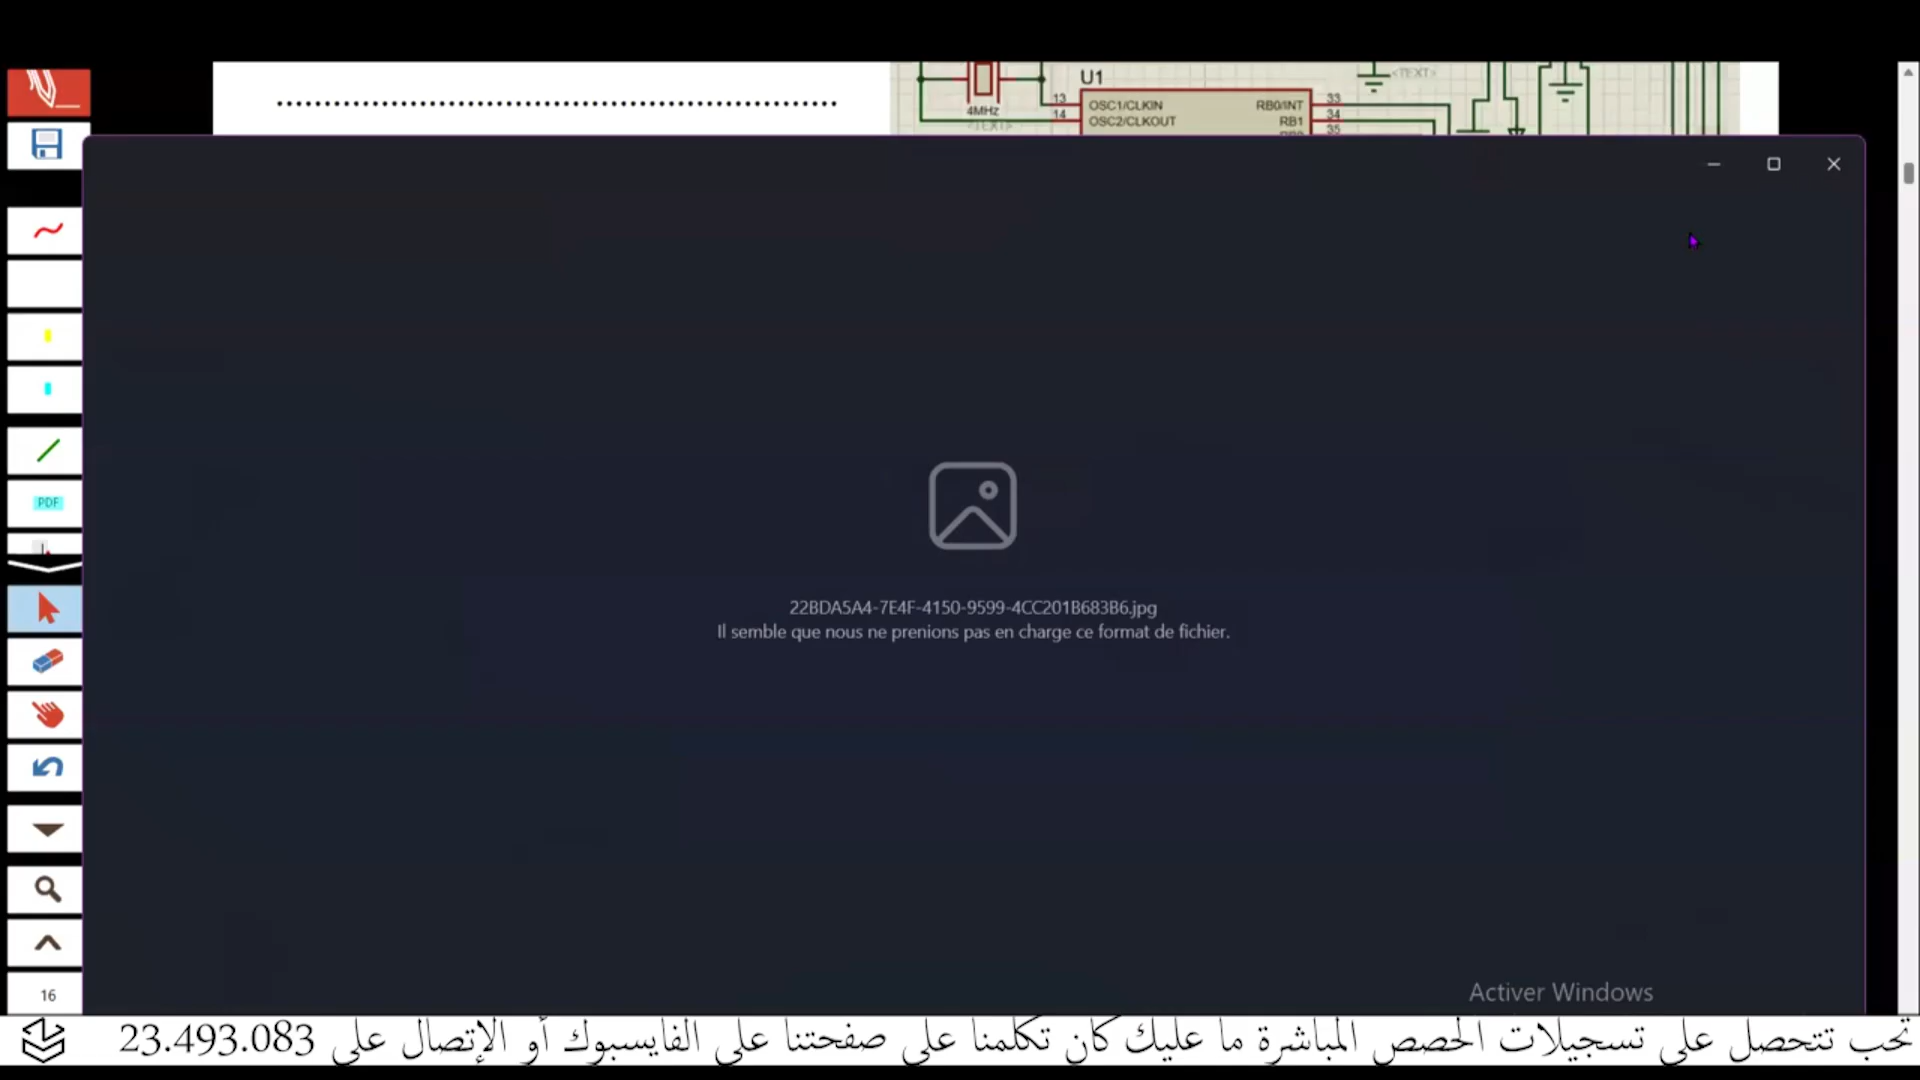 U1
4MHz
<TEXT>
13
14
OSC1/CLKIN
OSC2/CLKOUT
RB0/INT
RB1
33
34
35
<TEXT>
PDF
22BDA5A4-7E4F-4150-9599-4CC201B683B6.jpg
Il semble que nous ne prenions pas en charge ce format de fichier.
16
Activer Windows
تحب تتحصل على تسجيلات الحصص المباشرة ما عليك كان تكلمنا على صفحتنا على الفايسبوك أو الإتصال على 23.493.083